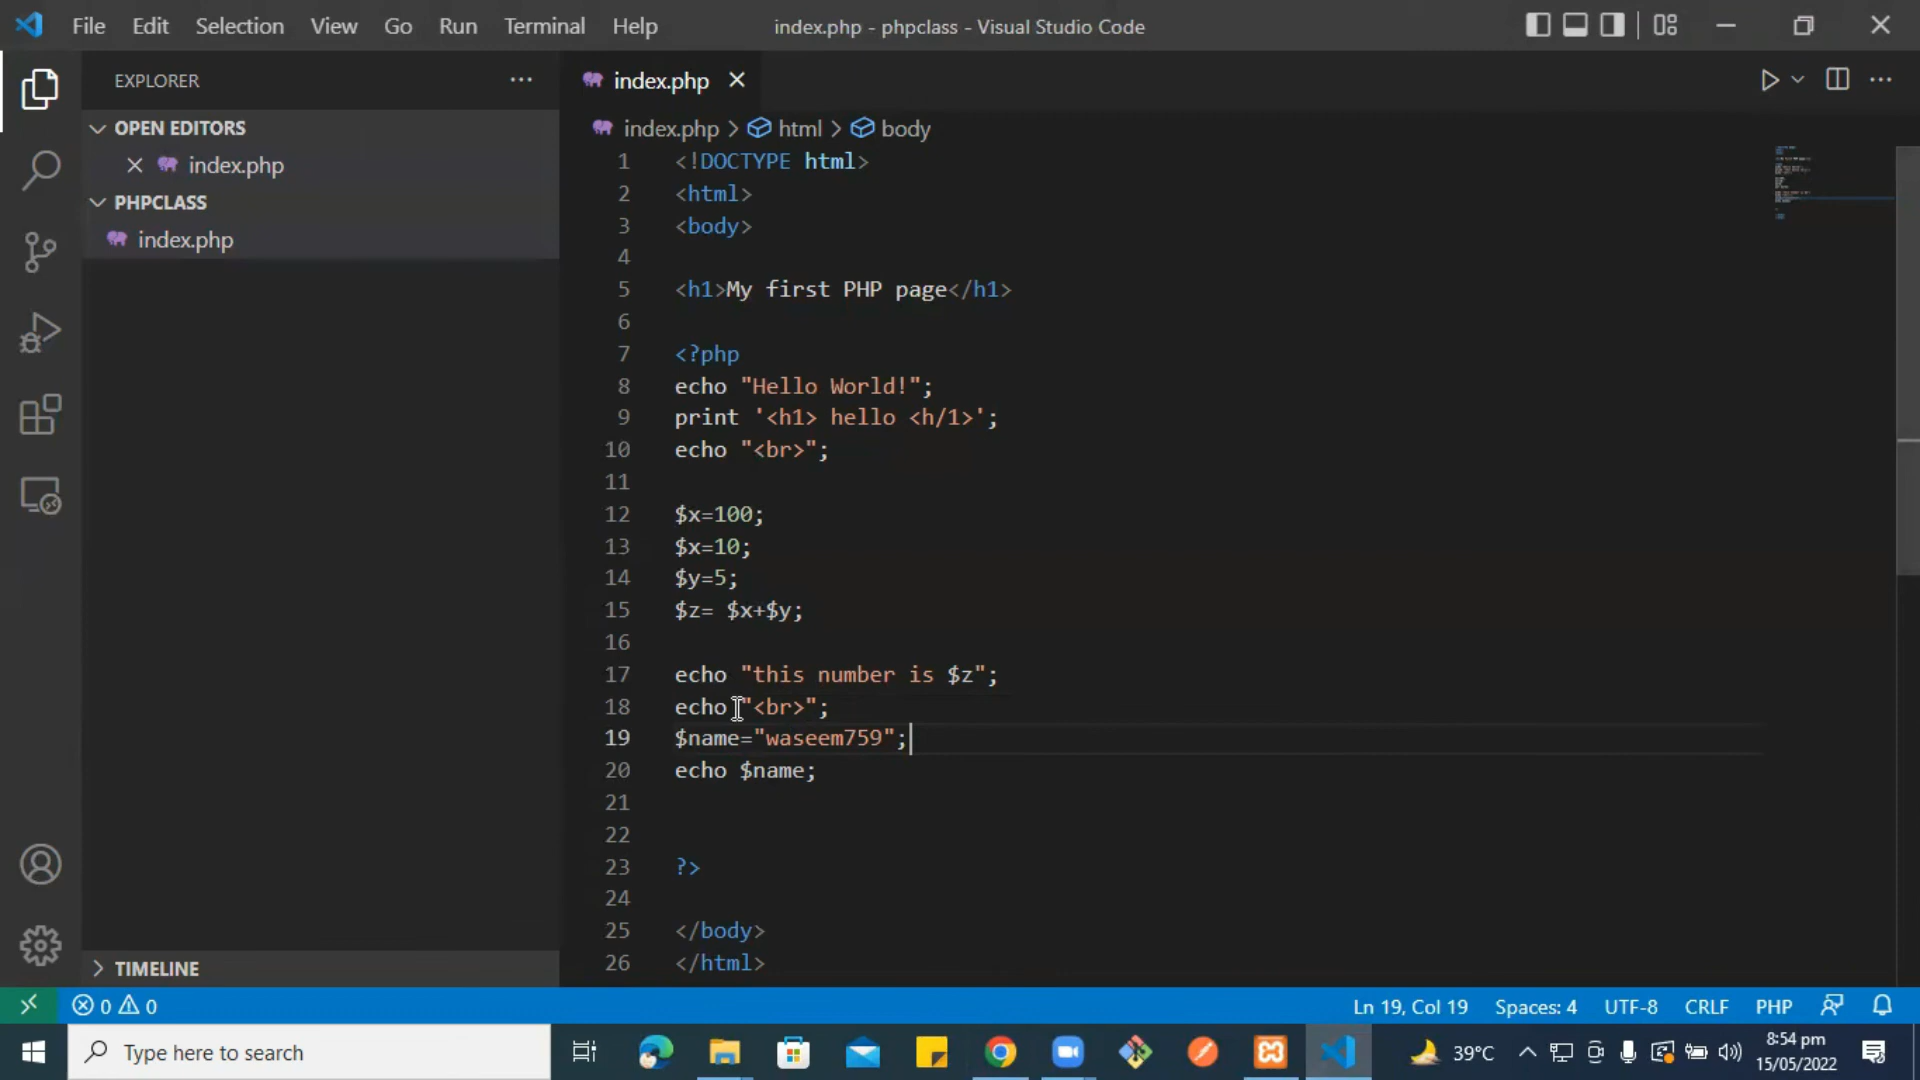 File Edit Selection View Go Run Terminal Help index.php - phpclass - Visual Studio Code
EXPLORER
OPEN EDITORS
index.php
PHPCLASS
index.php
TIMELINE
index.php
index.php > html > body
1 <!DOCTYPE html>
2 <html>
3 <body>
4
5 <h1>My first PHP page</h1>
6
7 <?php
8 echo "Hello World!";
9 print '<h1> hello <h/1>';
10 echo "<br>";
11
12 $x=100;
13 $x=10;
14 $y=5;
15 $z= $x+$y;
16
17 echo "this number is $z";
18 echo "<br>";
19 $name="waseem759";
20 echo $name;
21
22
23 ?>
24
25 </body>
26 </html>
0 0 Ln 19, Col 19 Spaces: 4 UTF-8 CRLF PHP
Type here to search 39°C 8:54 pm
15/05/2022